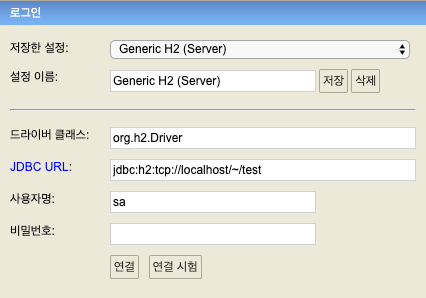 로그인
저장한 설정: Generic H2 (Server)
설정 이름: Generic H2 (Server) 저장 삭제
드라이버 클래스: org.h2.Driver
JDBC URL: jdbc:h2:tcp://localhost/~/test
사용자명: sa
비밀번호:
연결 연결 시험